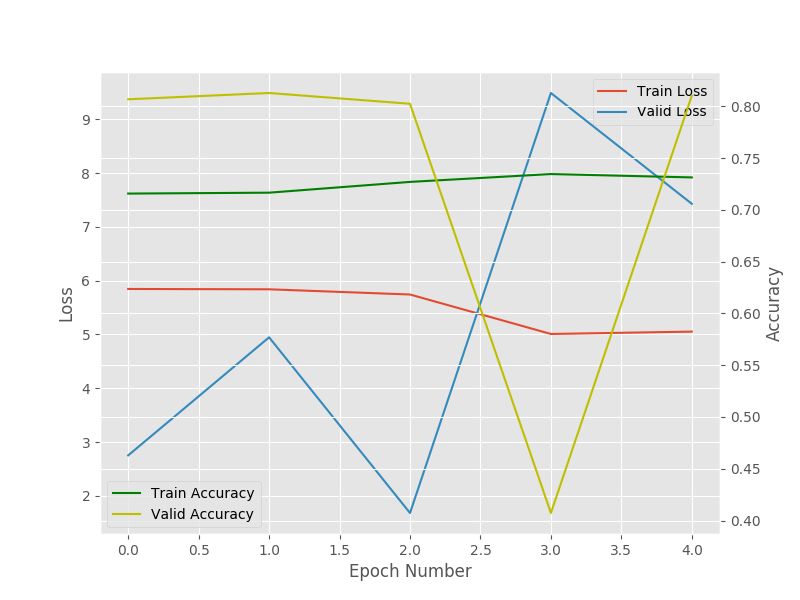 Train Loss
Valid Loss
9
8
7
6
5
4
3
2
Loss
0.80
0.75
0.70
0.65
0.60
0.55
0.50
0.45
0.40
Accuracy
Train Accuracy
Valid Accuracy
0.0 0.5 1.0 1.5 2.0 2.5 3.0 3.5 4.0
Epoch Number